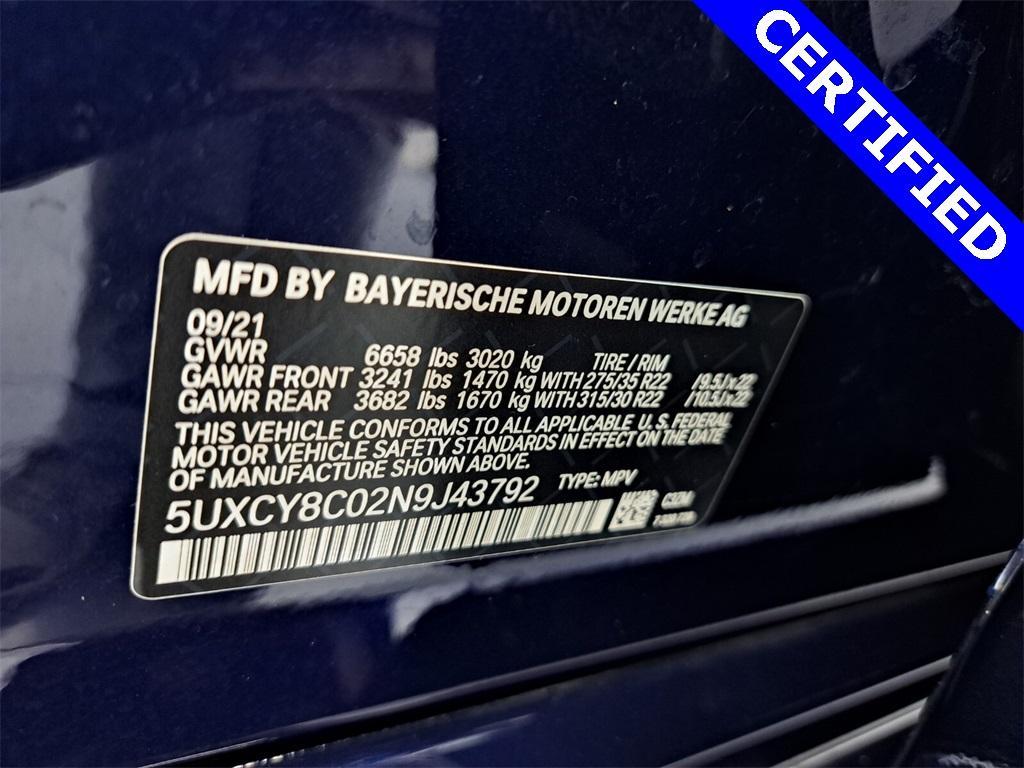 CERTIFIED
MFD BY BAYERISCHE MOTOREN WERKE AG
09/21
GVWR 6658 lbs 3020 kg TIRE / RIM
GAWR FRONT 3241 lbs 1470 kg WITH 275/35 R22 /9.5Jx22
GAWR REAR 3682 lbs 1670 kg WITH 315/30 R22 /10.5Jx22
THIS VEHICLE CONFORMS TO ALL APPLICABLE U. S. FEDERAL
MOTOR VEHICLE SAFETY STANDARDS IN EFFECT ON THE DATE
OF MANUFACTURE SHOWN ABOVE.
5UXCY8C02N9J43792 TYPE: MPV